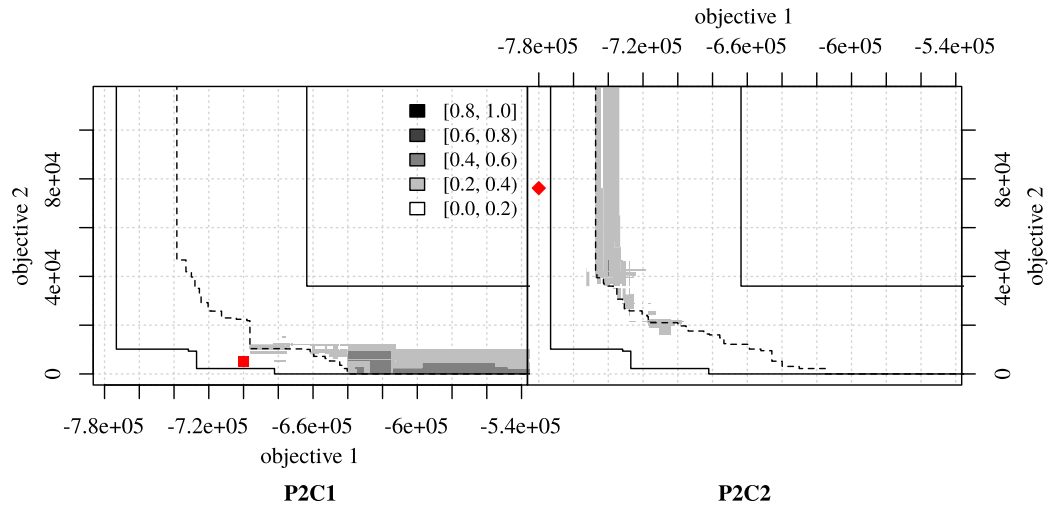 objective 1
-7.8e+05 -7.2e+05 -6.6e+05 -6e+05 -5.4e+05
[0.8, 1.0]
[0.6, 0.8)
[0.4, 0.6)
[0.2, 0.4)
[0.0, 0.2)
objective 2
0 4e+04 8e+04
0 4e+04 8e+04
objective 2
-7.8e+05 -7.2e+05 -6.6e+05 -6e+05 -5.4e+05
objective 1
P2C1 P2C2